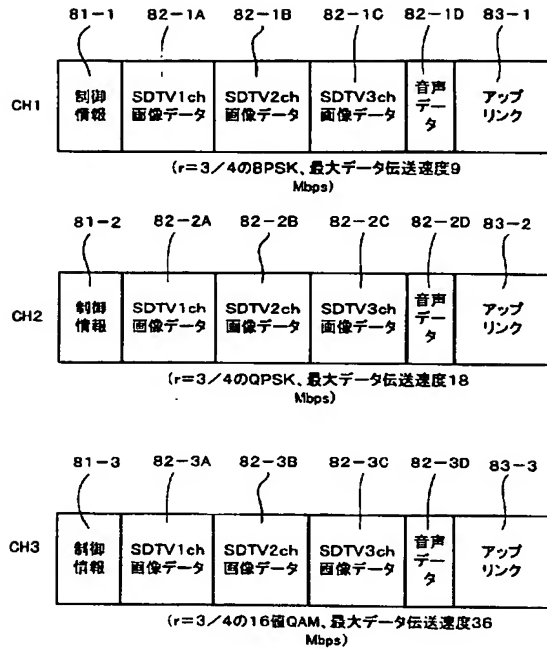 81-1 82-1A 82-1B 82-1C 82-1D 83-1
CH1
制御
情報
SDTV1ch
画像データ
SDTV2ch
画像データ
SDTV3ch
画像データ
音声
デー
タ
アップ
リンク
(r=3/4のBPSK、最大データ伝送速度9
Mbps)
81-2 82-2A 82-2B 82-2C 82-2D 83-2
CH2
制御
情報
SDTV1ch
画像データ
SDTV2ch
画像データ
SDTV3ch
画像データ
音声
デー
タ
アップ
リンク
(r=3/4のQPSK、最大データ伝送速度18
Mbps)
81-3 82-3A 82-3B 82-3C 82-3D 83-3
CH3
制御
情報
SDTV1ch
画像データ
SDTV2ch
画像データ
SDTV3ch
画像データ
音声
デー
タ
アップ
リンク
(r=3/4の16値QAM、最大データ伝送速度36
Mbps)